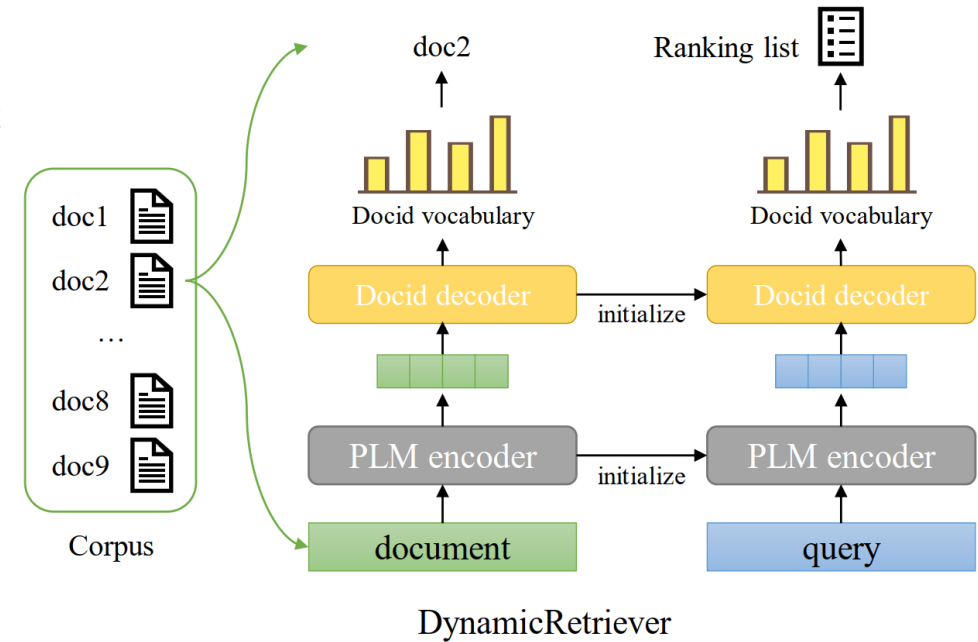 doc1
doc2
…
doc8
doc9
Corpus
doc2
Docid vocabulary
Docid decoder
PLM encoder
document
initialize
initialize
Ranking list
Docid vocabulary
Docid decoder
PLM encoder
query
DynamicRetriever